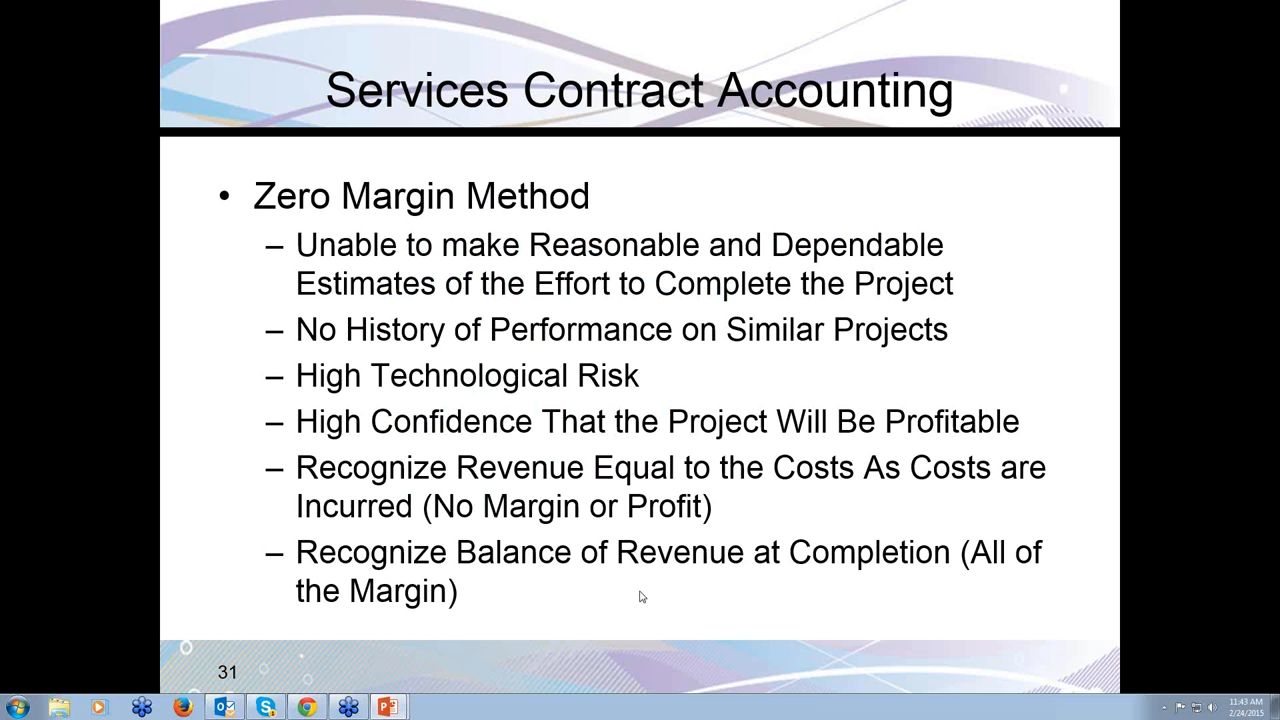 Services Contract Accounting
• Zero Margin Method
– Unable to make Reasonable and Dependable
Estimates of the Effort to Complete the Project
– No History of Performance on Similar Projects
– High Technological Risk
– High Confidence That the Project Will Be Profitable
– Recognize Revenue Equal to the Costs As Costs are
Incurred (No Margin or Profit)
– Recognize Balance of Revenue at Completion (All of
the Margin)
31
11:43 AM
2/24/2015